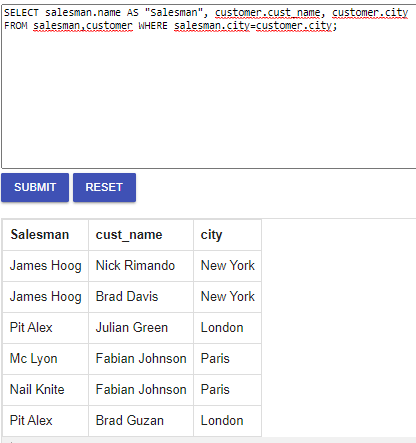 SELECT salesman.name AS "Salesman", customer.cust_name, customer.city
FROM salesman,customer WHERE salesman.city=customer.city;
SUBMIT RESET
Salesman cust_name city
James Hoog Nick Rimando New York
James Hoog Brad Davis New York
Pit Alex Julian Green London
Mc Lyon Fabian Johnson Paris
Nail Knite Fabian Johnson Paris
Pit Alex Brad Guzan London